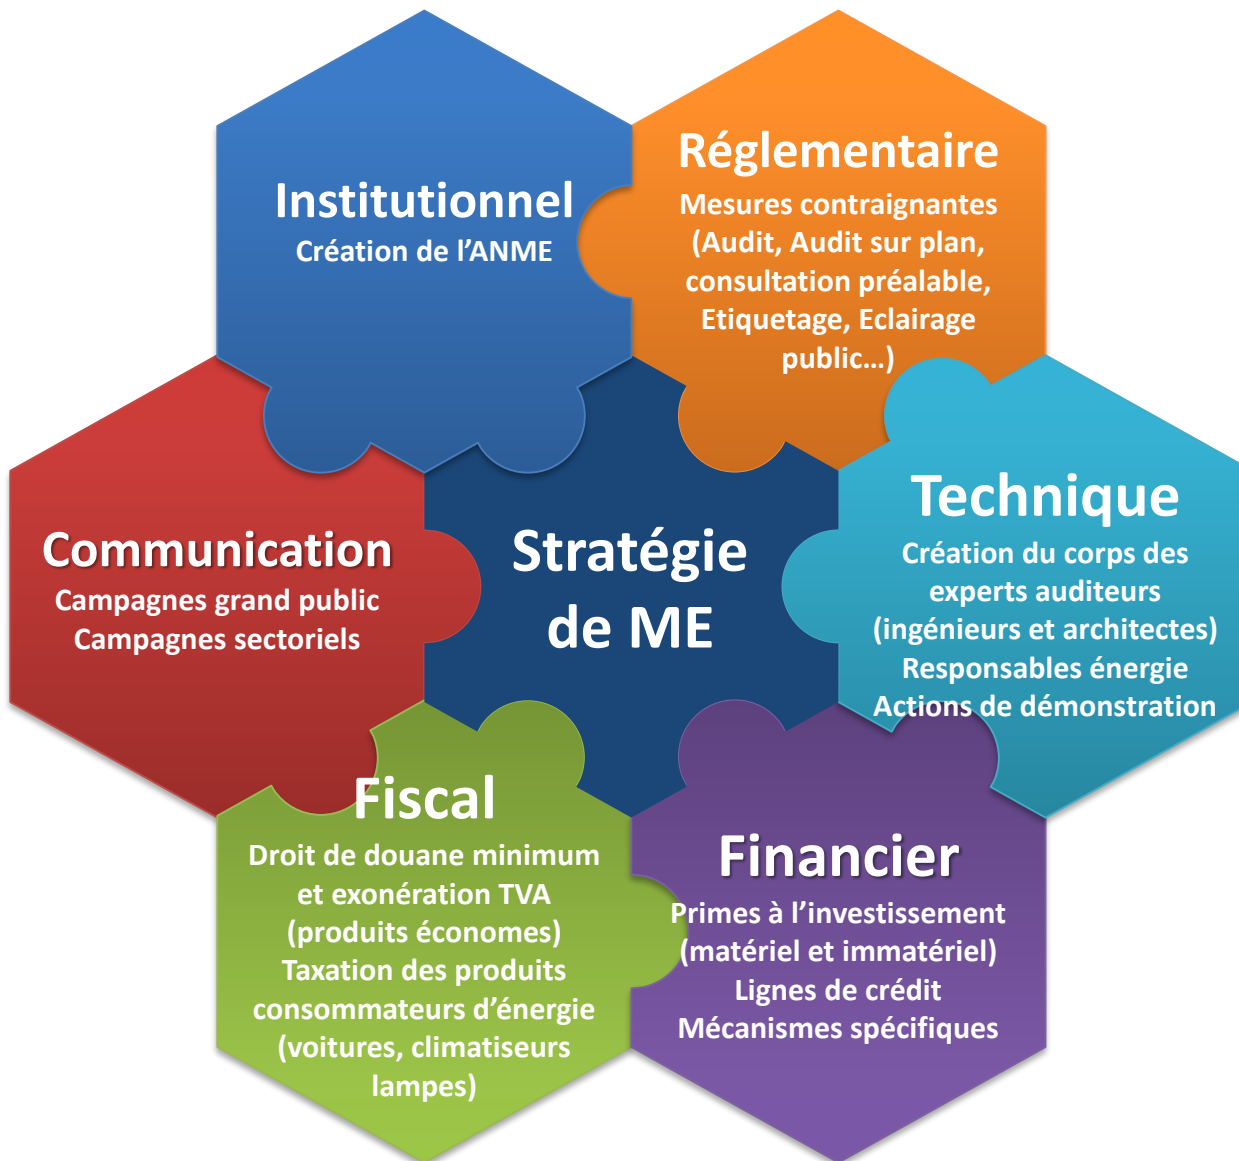 Institutionnel
Création de l’ANME
Réglementaire
Mesures contraignantes
(Audit, Audit sur plan,
consultation préalable,
Etiquetage, Eclairage
public…)
Communication
Campagnes grand public
Campagnes sectoriels
Stratégie
de ME
Technique
Création du corps des
experts auditeurs
(ingénieurs et architectes)
Responsables énergie
Actions de démonstration
Fiscal
Droit de douane minimum
et exonération TVA
(produits économes)
Taxation des produits
consommateurs d’énergie
(voitures, climatiseurs
lampes)
Financier
Primes à l’investissement
(matériel et immatériel)
Lignes de crédit
Mécanismes spécifiques